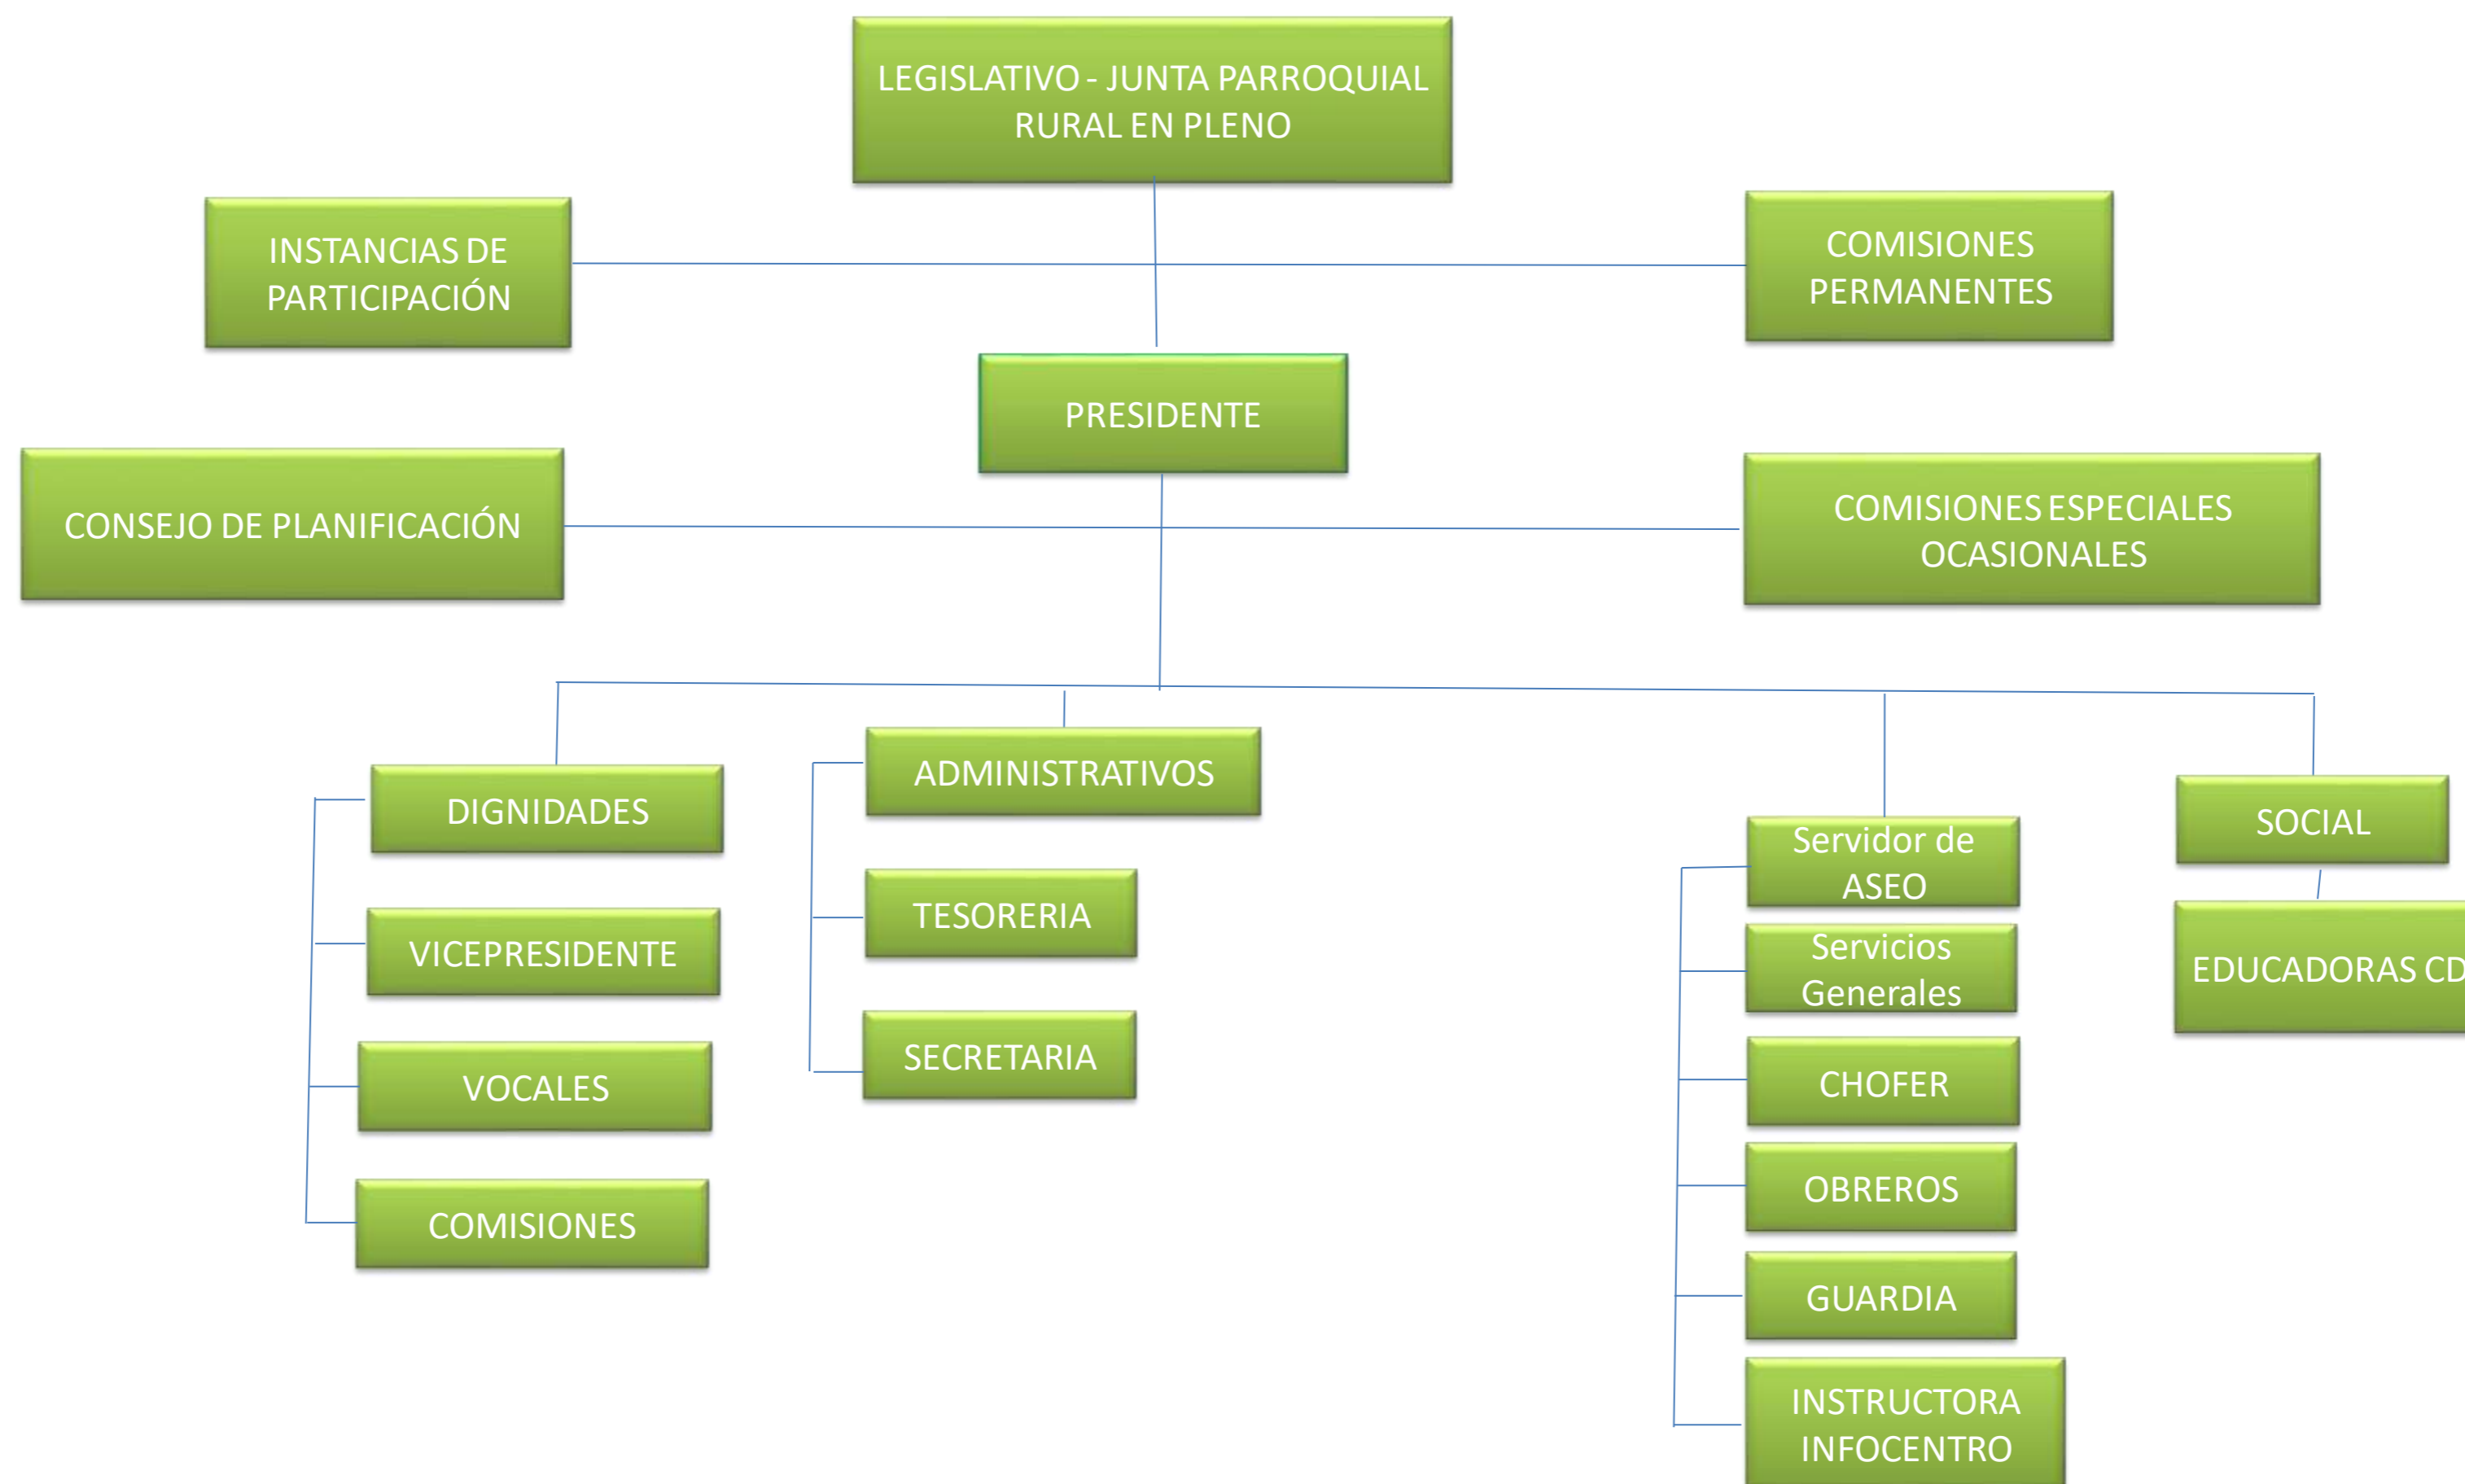 LEGISLATIVO - JUNTA PARROQUIAL
RURAL EN PLENO
INSTANCIAS DE
PARTICIPACIÓN
COMISIONES
PERMANENTES
PRESIDENTE
CONSEJO DE PLANIFICACIÓN
COMISIONES ESPECIALES
OCASIONALES
DIGNIDADES
VICEPRESIDENTE
VOCALES
COMISIONES
ADMINISTRATIVOS
TESORERIA
SECRETARIA
Servidor de
ASEO
Servicios
Generales
CHOFER
OBREROS
GUARDIA
INSTRUCTORA
INFOCENTRO
SOCIAL
EDUCADORAS